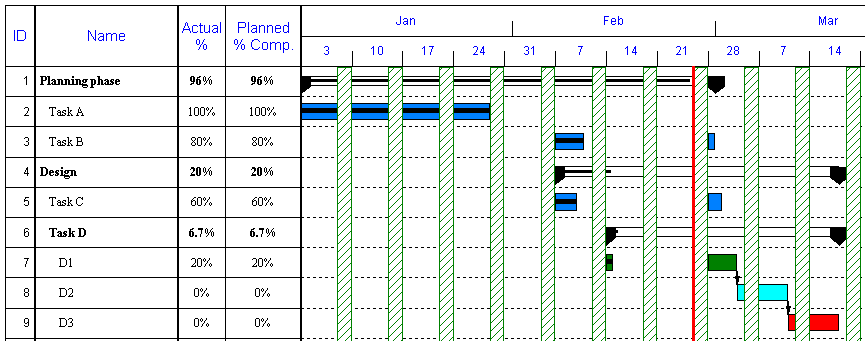 ID Name Actual % Planned % Comp. Jan Feb Mar
3 10 17 24 31 7 14 21 28 7 14
1 Planning phase 96% 96%
2 Task A 100% 100%
3 Task B 80% 80%
4 Design 20% 20%
5 Task C 60% 60%
6 Task D 6.7% 6.7%
7 D1 20% 20%
8 D2 0% 0%
9 D3 0% 0%